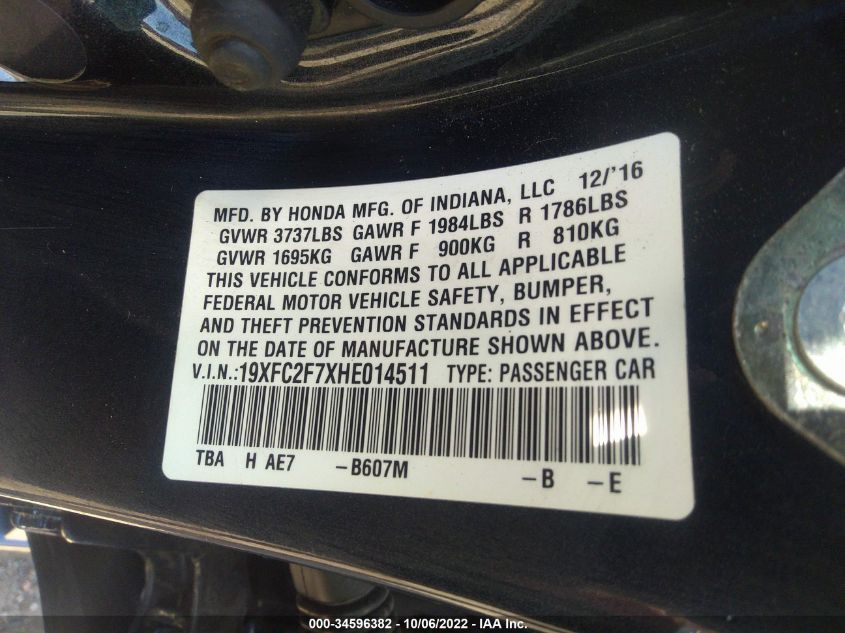 MFD. BY HONDA MFG. OF INDIANA, LLC 12/'16
GVWR 3737LBS GAWR F 1984LBS R 1786LBS
GVWR 1695KG GAWR F 900KG R 810KG
THIS VEHICLE CONFORMS TO ALL APPLICABLE
FEDERAL MOTOR VEHICLE SAFETY, BUMPER,
AND THEFT PREVENTION STANDARDS IN EFFECT
ON THE DATE OF MANUFACTURE SHOWN ABOVE.
V.I.N.:19XFC2F7XHE014511 TYPE: PASSENGER CAR
TBA H AE7 -B607M -B -E
000-34596382 - 10/06/2022 - IAA Inc.